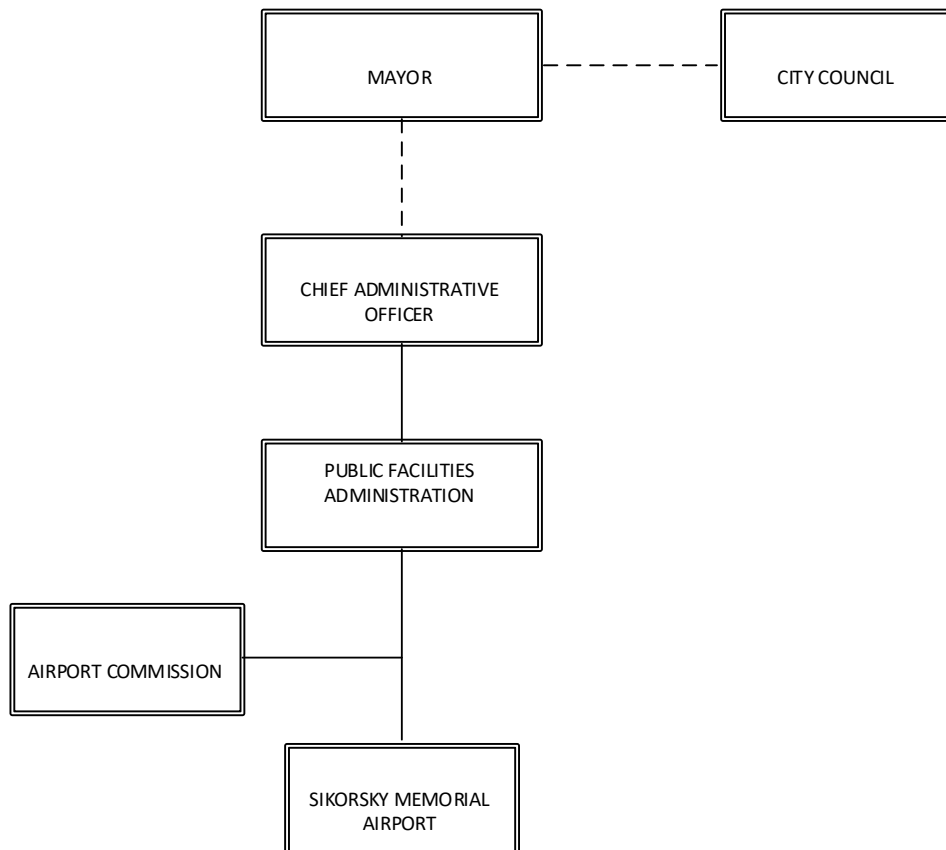 MAYOR
CITY COUNCIL
CHIEF ADMINISTRATIVE
OFFICER
PUBLIC FACILITIES
ADMINISTRATION
AIRPORT COMMISSION
SIKORSKY MEMORIAL
AIRPORT